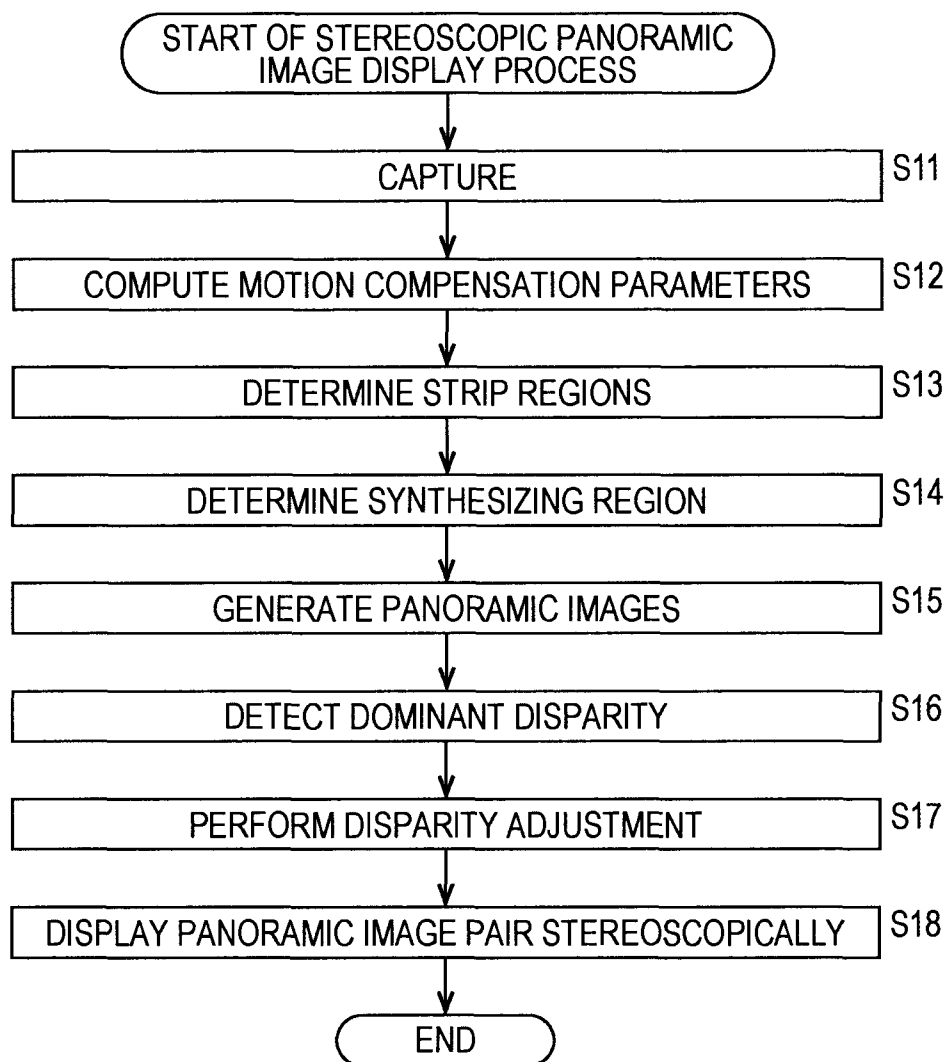 START OF STEREOSCOPIC PANORAMIC
IMAGE DISPLAY PROCESS
CAPTURE
S11
COMPUTE MOTION COMPENSATION PARAMETERS
S12
DETERMINE STRIP REGIONS
S13
DETERMINE SYNTHESIZING REGION
S14
GENERATE PANORAMIC IMAGES
S15
DETECT DOMINANT DISPARITY
S16
PERFORM DISPARITY ADJUSTMENT
S17
DISPLAY PANORAMIC IMAGE PAIR STEREOSCOPICALLY
S18
END